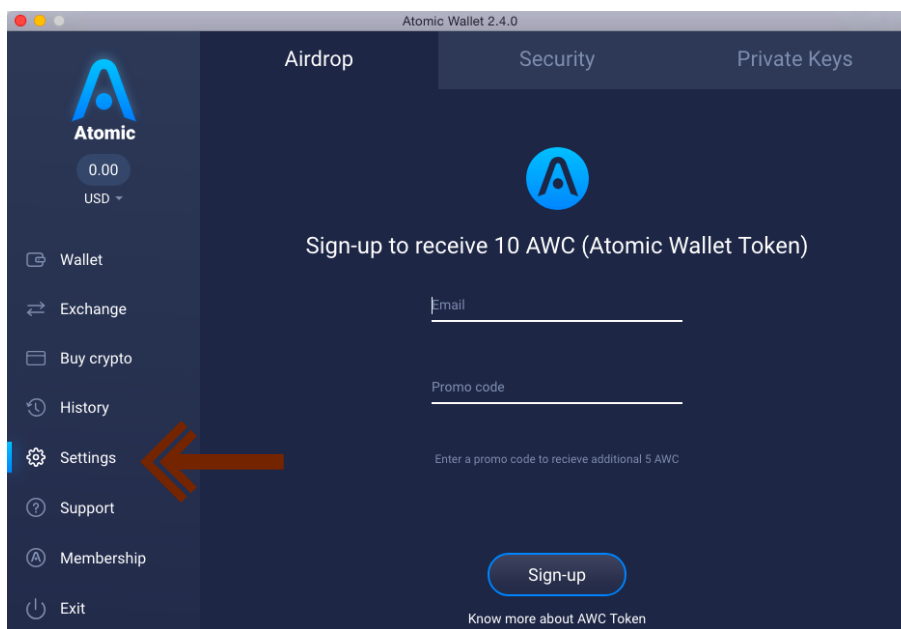 Atomic Wallet 2.4.0
Airdrop
Security
Private Keys
Atomic
0.00
USD
Wallet
Exchange
Buy crypto
History
Settings
Support
Membership
Exit
Sign-up to receive 10 AWC (Atomic Wallet Token)
Email
Promo code
Enter a promo code to recieve additional 5 AWC
Sign-up
Know more about AWC Token